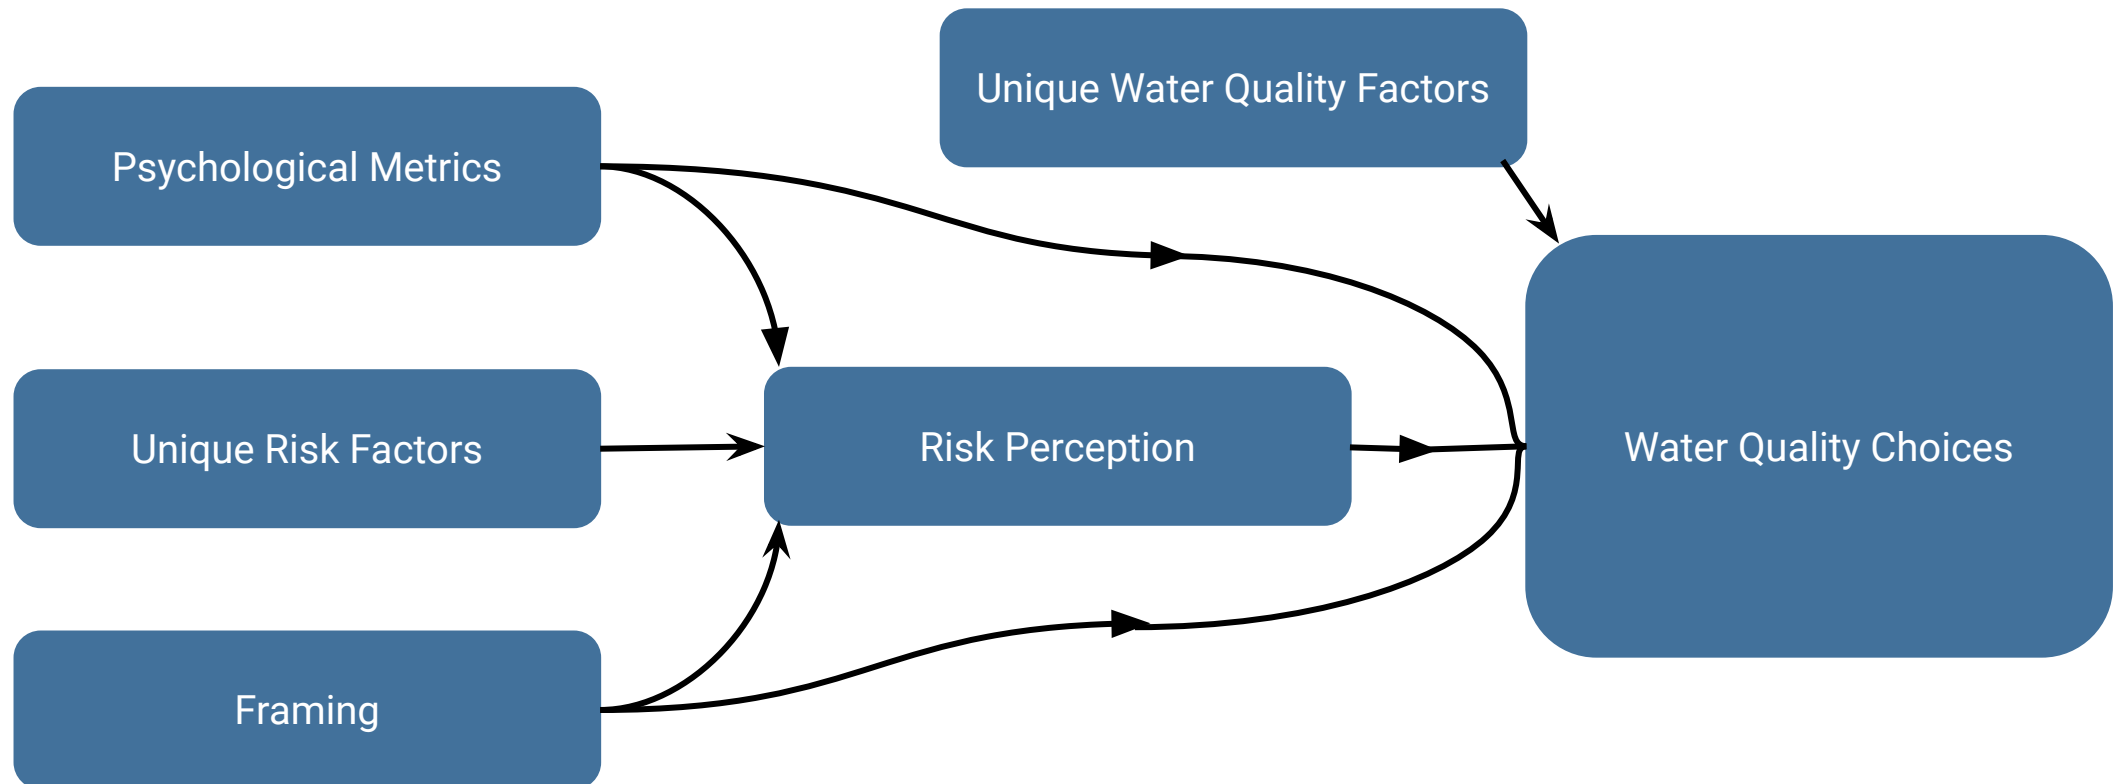 Unique Water Quality Factors
Psychological Metrics
Unique Risk Factors
Risk Perception
Water Quality Choices
Framing